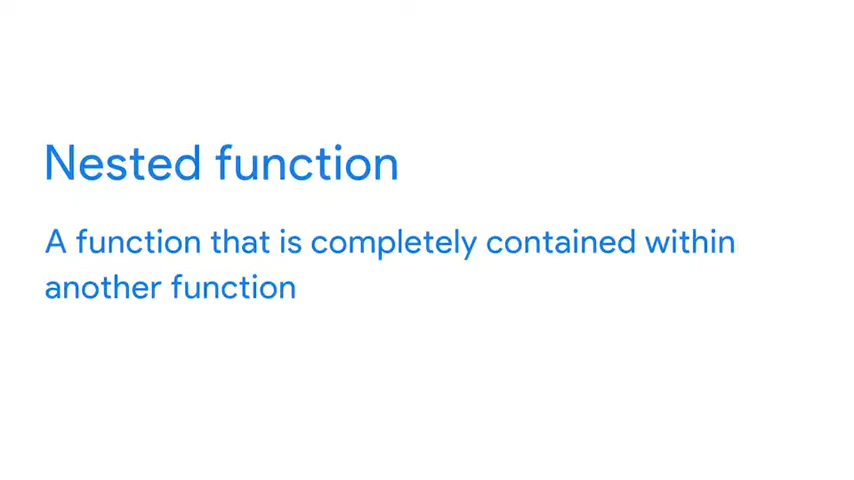 Nested function
A function that is completely contained within
another function